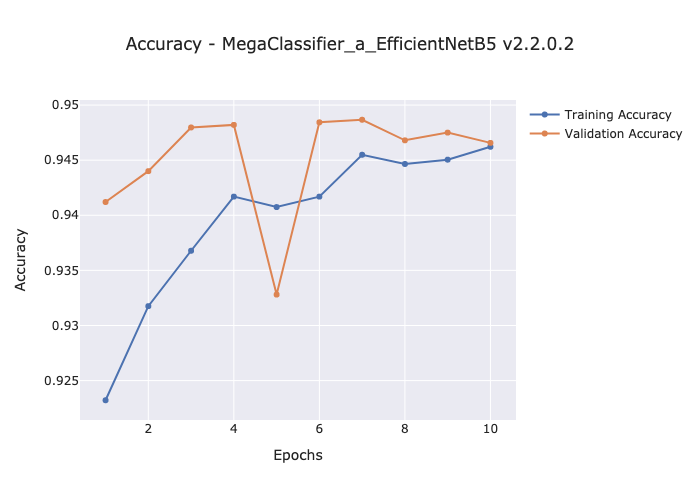 Accuracy - MegaClassifier_a_EfficientNetB5 v2.2.0.2
Training Accuracy
Validation Accuracy
0.95
0.945
0.94
0.935
0.93
0.925
Accuracy
2 4 6 8 10
Epochs